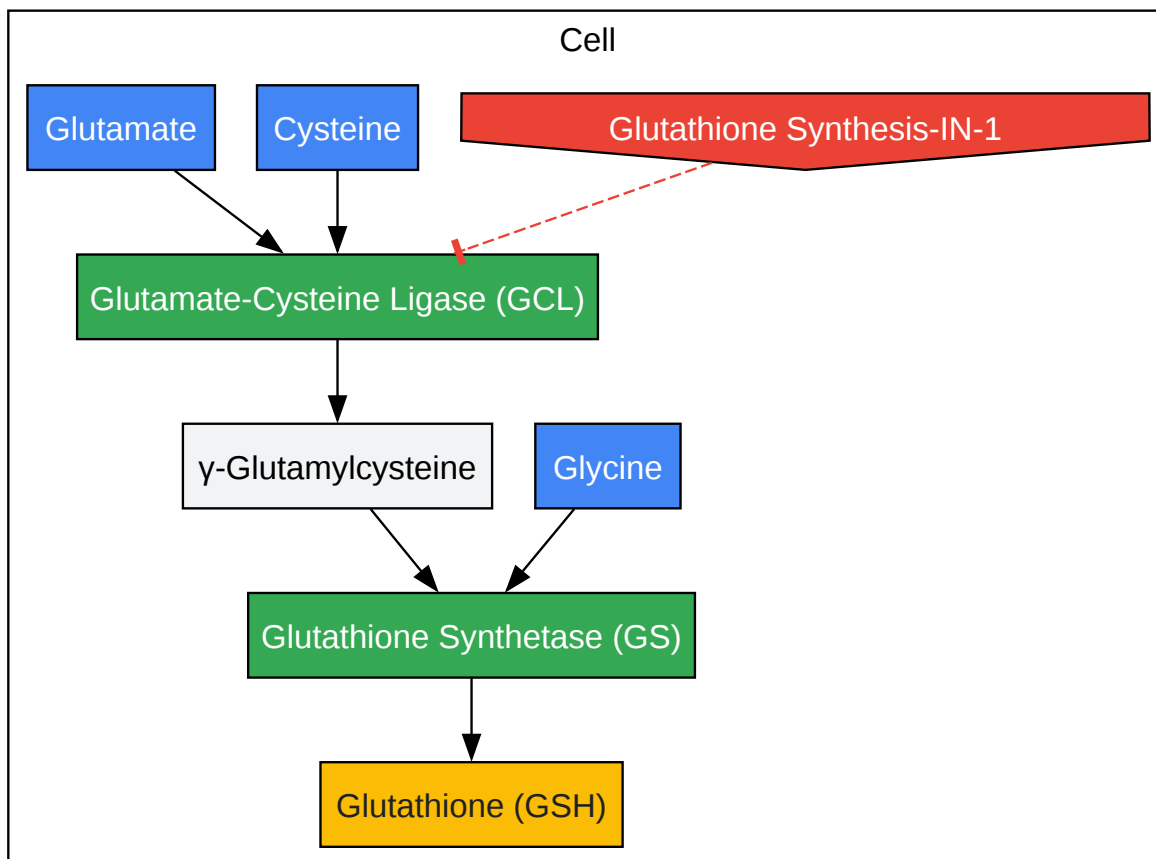 Cell
Glutamate
Cysteine
Glutathione Synthesis-IN-1
Glutamate-Cysteine Ligase (GCL)
γ-Glutamylcysteine
Glycine
Glutathione Synthetase (GS)
Glutathione (GSH)